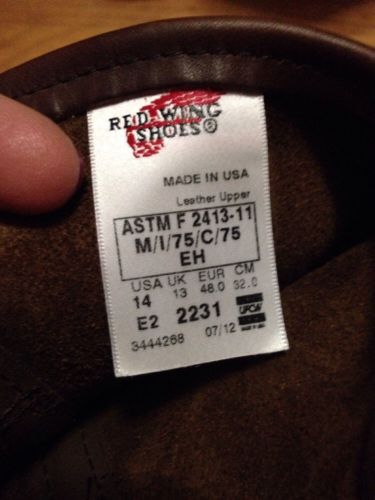 RED WING
SHOES®
MADE IN USA
Leather Upper
ASTM F 2413-11
M/I/75/C/75
EH
USA UK EUR CM
14 13 48.0 32.0
E2 2231 UFCW
3444268 07/12